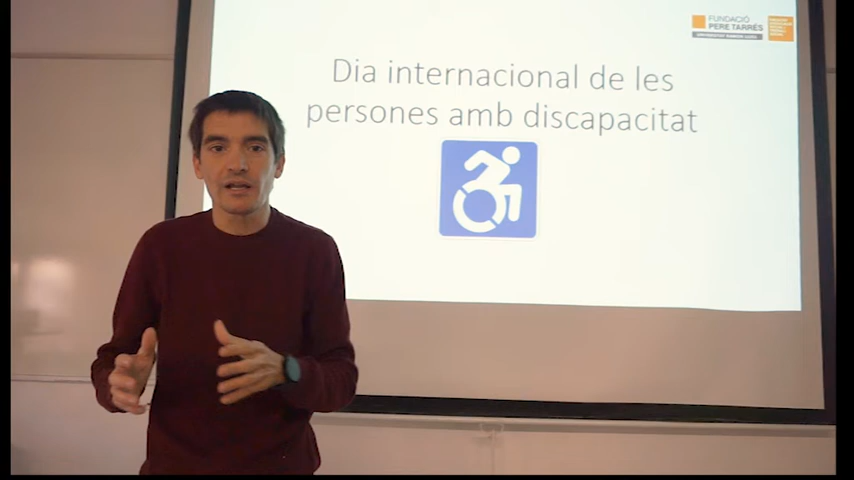 FUNDACIÓ
PERE TARRÉS
Dia internacional de les
persones amb discapacitat